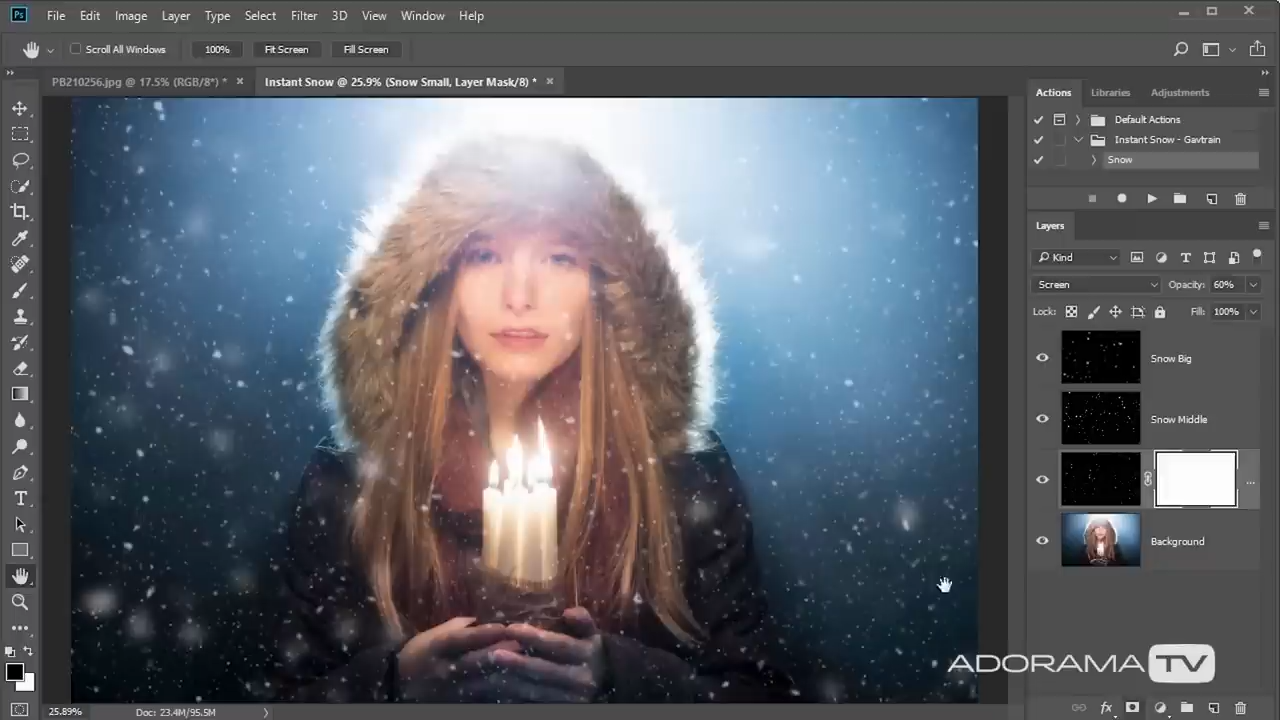 Ps File Edit Image Layer Type Select Filter 3D View Window Help
Scroll All Windows 100% Fit Screen Fill Screen
PB210256.jpg @ 17.5% (RGB/8*) * Instant Snow @ 25.9% (Snow Small, Layer Mask/8) *
Actions Libraries Adjustments
Default Actions
Instant Snow - Gavtrain
Snow
Layers
Kind
Screen Opacity: 60%
Lock: Fill: 100%
Snow Big
Snow Middle
...
Background
ADORAMA TV
25.89% Doc: 23.4M/95.5M
fx